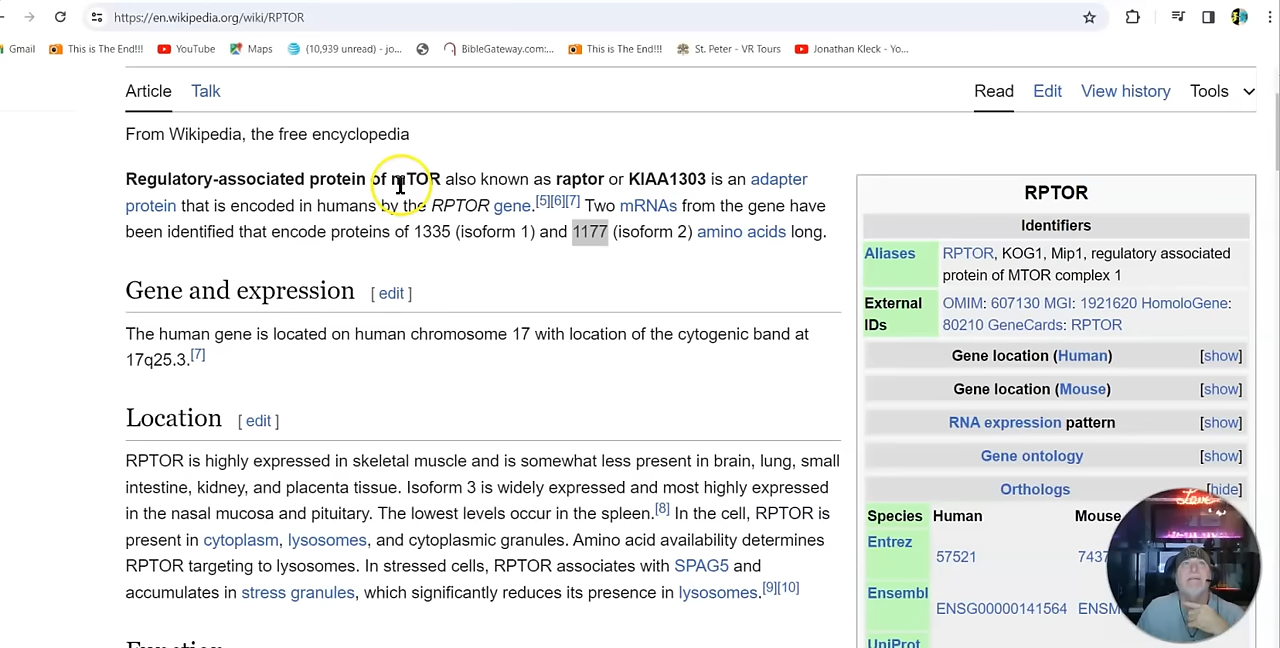 https://en.wikipedia.org/wiki/RPTOR
Gmail This is The End!!! YouTube Maps (10,939 unread) - jo... BibleGateway.com:... This is The End!!! St. Peter - VR Tours Jonathan Kleck - Yo...
Article Talk Read Edit View history Tools
From Wikipedia, the free encyclopedia
Regulatory-associated protein of mTOR also known as raptor or KIAA1303 is an adapter
protein that is encoded in humans by the RPTOR gene.[5][6][7] Two mRNAs from the gene have
been identified that encode proteins of 1335 (isoform 1) and 1177 (isoform 2) amino acids long.
Gene and expression [ edit ]
The human gene is located on human chromosome 17 with location of the cytogenic band at
17q25.3.[7]
Location [ edit ]
RPTOR is highly expressed in skeletal muscle and is somewhat less present in brain, lung, small
intestine, kidney, and placenta tissue. Isoform 3 is widely expressed and most highly expressed
in the nasal mucosa and pituitary. The lowest levels occur in the spleen.[8] In the cell, RPTOR is
present in cytoplasm, lysosomes, and cytoplasmic granules. Amino acid availability determines
RPTOR targeting to lysosomes. In stressed cells, RPTOR associates with SPAG5 and
accumulates in stress granules, which significantly reduces its presence in lysosomes.[9][10]
Function
RPTOR
Identifiers
Aliases RPTOR, KOG1, Mip1, regulatory associated
protein of MTOR complex 1
External IDs OMIM: 607130 MGI: 1921620 HomoloGene:
80210 GeneCards: RPTOR
Gene location (Human) [show]
Gene location (Mouse) [show]
RNA expression pattern [show]
Gene ontology [show]
Orthologs [hide]
Species Human Mouse
Entrez 57521 7437
Ensembl ENSG00000141564 ENSM
UniProt
Love